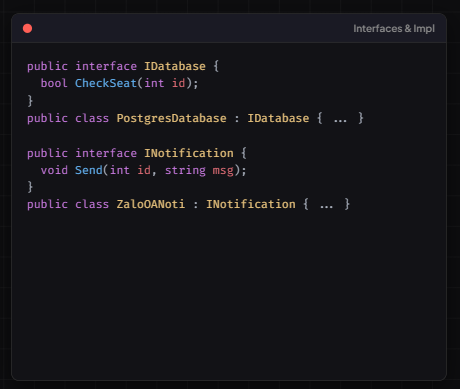 Interfaces & Impl
public interface IDatabase {
  bool CheckSeat(int id);
}
public class PostgresDatabase : IDatabase { ... }

public interface INotification {
  void Send(int id, string msg);
}
public class ZaloOANoti : INotification { ... }